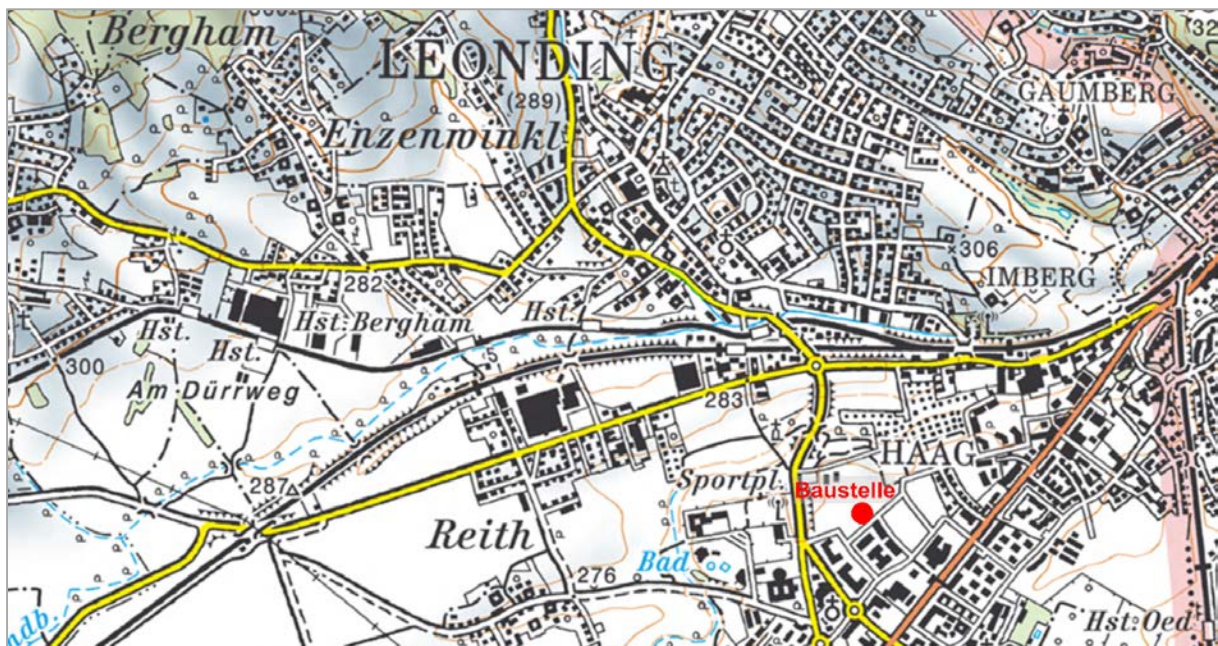 Bergham
LEONDING
(289)
Enzenwinkl
GAUMBERG
306
IMBERG
282
Hst.
Hst.
Hst. Bergham
Hst.
300
Am Dürrweg
5
283
287
HAAG
Sportpl.
Baustelle
Reith
Bad
276
Hst. Oed
1